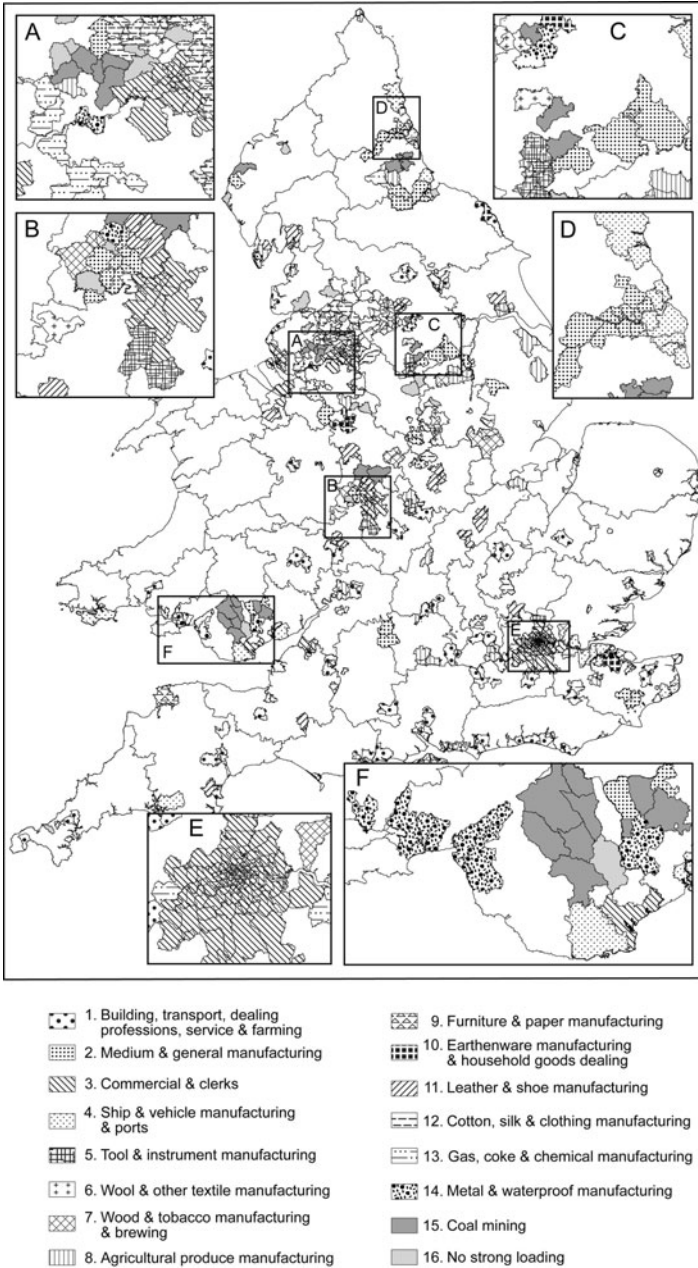 A
C
D
B
D
C
A
B
E
F
F
E
1. Building, transport, dealing
professions, service & farming
2. Medium & general manufacturing
3. Commercial & clerks
4. Ship & vehicle manufacturing
& ports
5. Tool & instrument manufacturing
6. Wool & other textile manufacturing
7. Wood & tobacco manufacturing
& brewing
8. Agricultural produce manufacturing
9. Furniture & paper manufacturing
10. Earthenware manufacturing
& household goods dealing
11. Leather & shoe manufacturing
12. Cotton, silk & clothing manufacturing
13. Gas, coke & chemical manufacturing
14. Metal & waterproof manufacturing
15. Coal mining
16. No strong loading